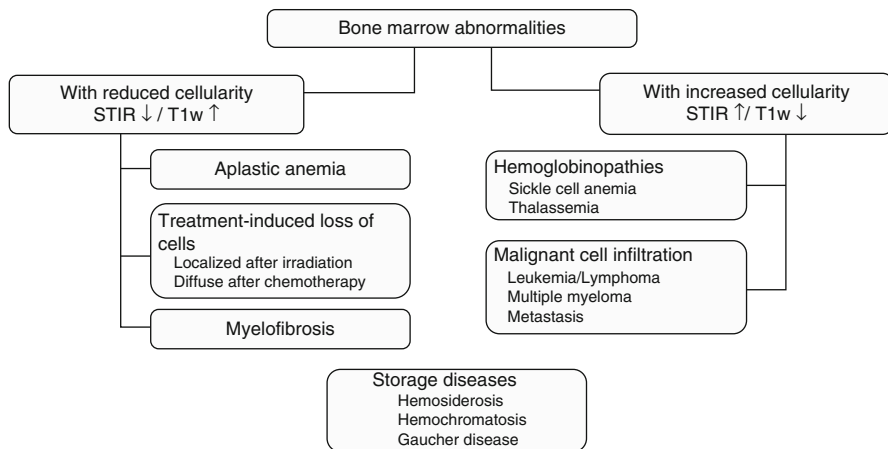 Bone marrow abnormalities
With reduced cellularity
STIR ↓ / T1w ↑
Aplastic anemia
Treatment-induced loss of
cells
Localized after irradiation
Diffuse after chemotherapy
Myelofibrosis
With increased cellularity
STIR ↑/ T1w ↓
Hemoglobinopathies
Sickle cell anemia
Thalassemia
Malignant cell infiltration
Leukemia/Lymphoma
Multiple myeloma
Metastasis
Storage diseases
Hemosiderosis
Hemochromatosis
Gaucher disease